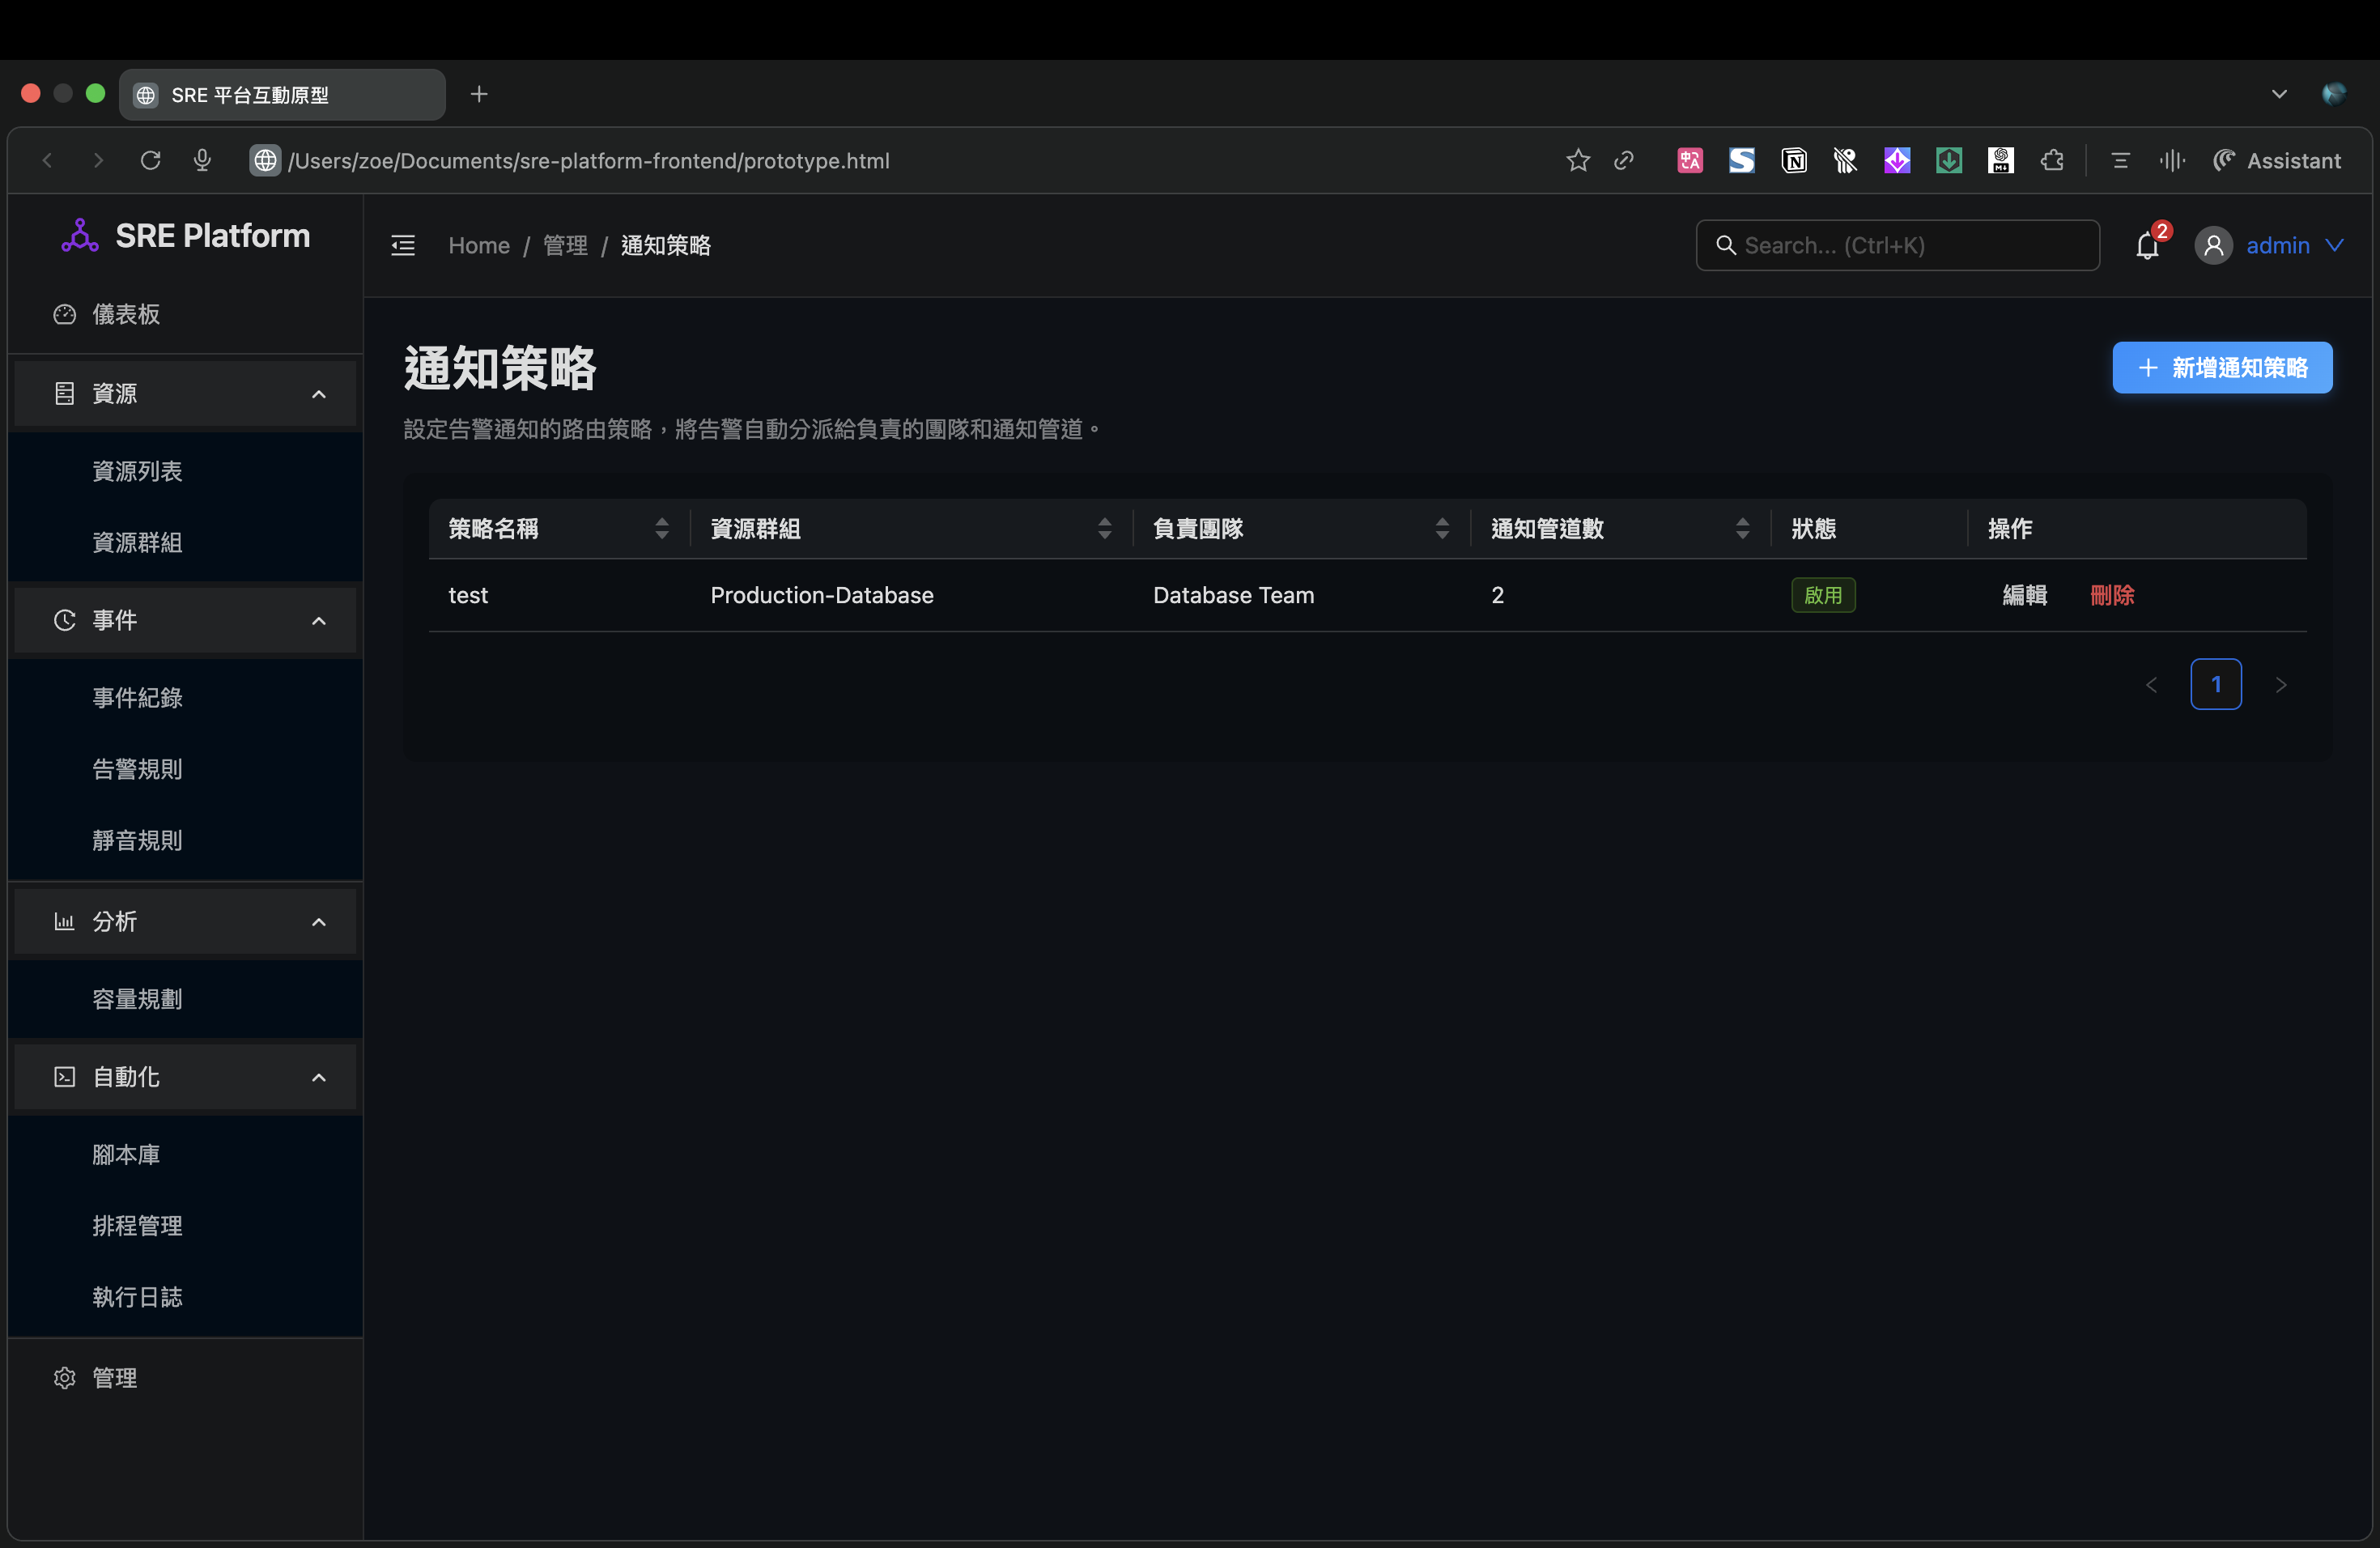 SRE 平台互動原型
/Users/zoe/Documents/sre-platform-frontend/prototype.html
Assistant
SRE Platform
Home / 管理 / 通知策略
Search... (Ctrl+K)
2
admin
儀表板
資源
資源列表
資源群組
事件
事件紀錄
告警規則
靜音規則
分析
容量規劃
自動化
腳本庫
排程管理
執行日誌
管理
通知策略
新增通知策略
設定告警通知的路由策略，將告警自動分派給負責的團隊和通知管道。
策略名稱 資源群組 負責團隊 通知管道數 狀態 操作
test Production-Database Database Team 2 啟用 編輯 刪除
1